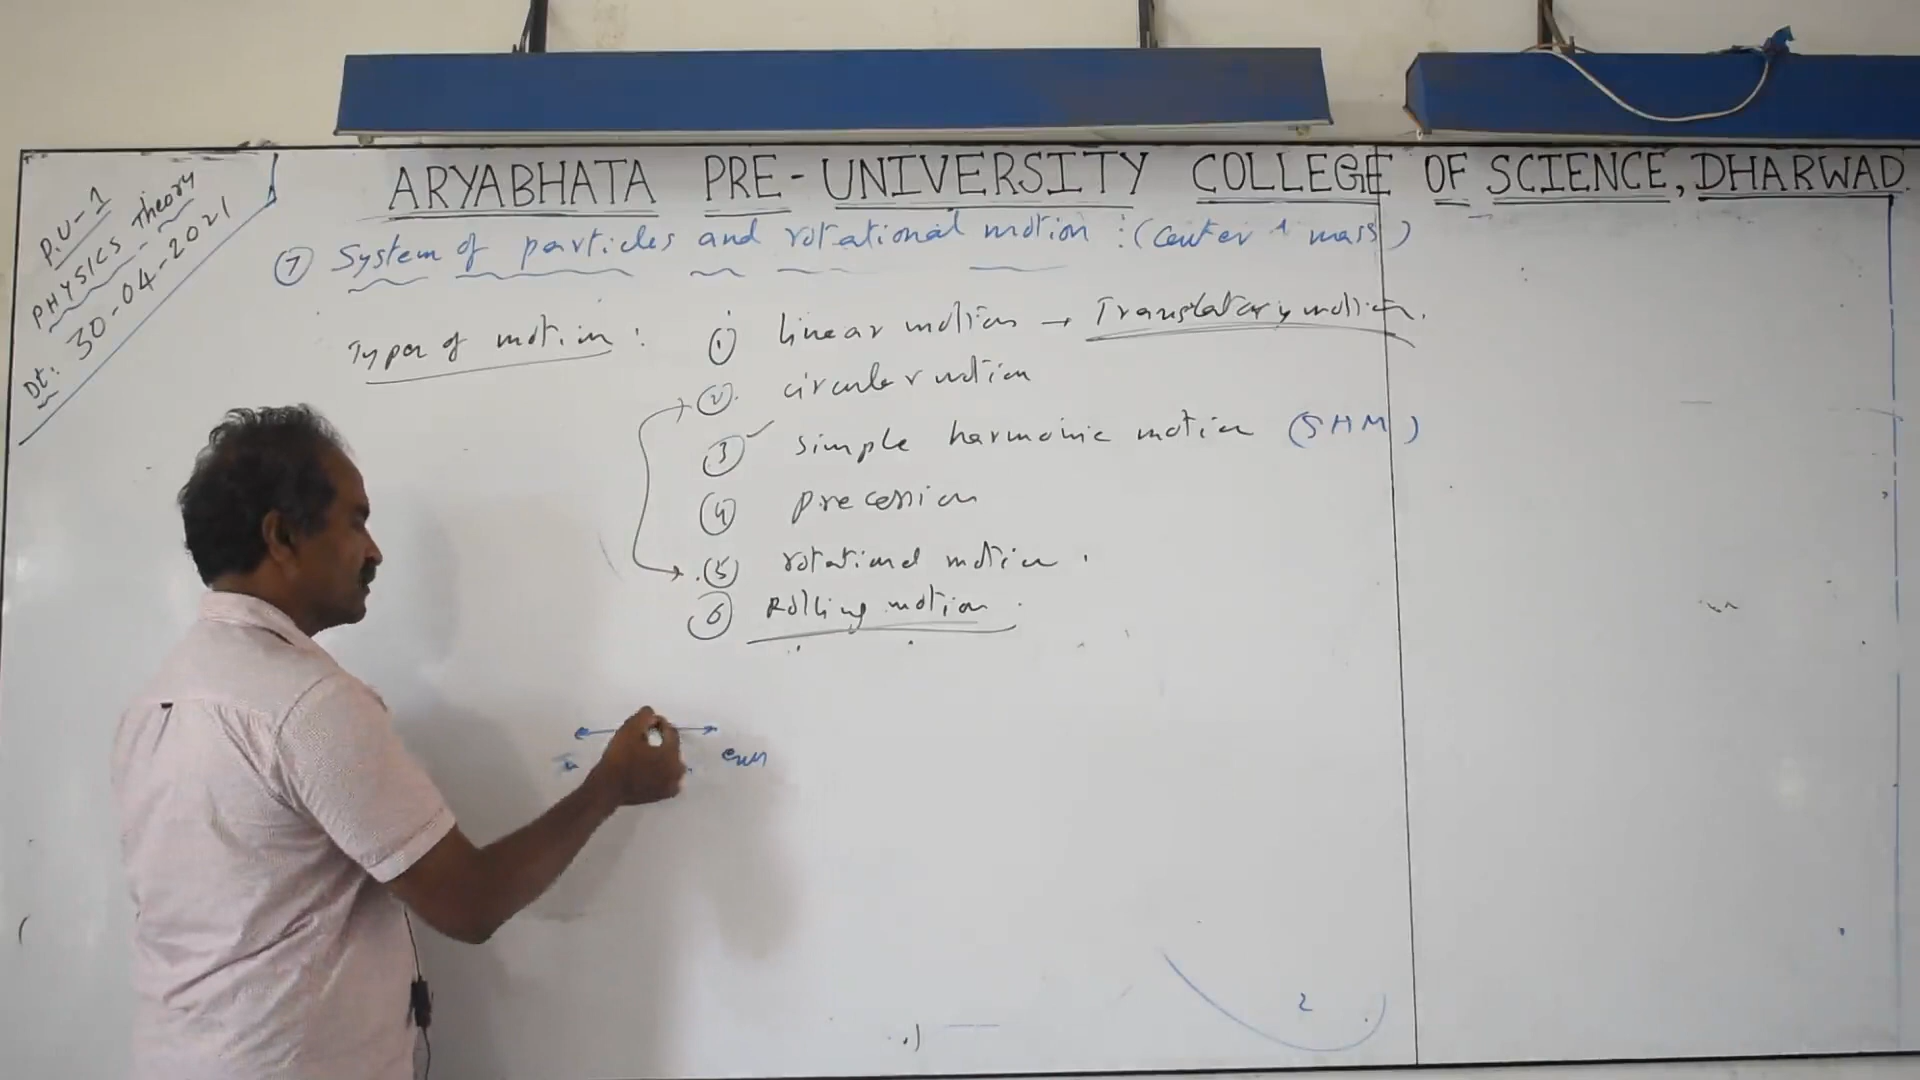 P.U-1
PHYSICS Theory
Dt: 30-04-2021
ARYABHATA PRE-UNIVERSITY COLLEGE OF SCIENCE, DHARWAD.
⑦ System of particles and rotational motion : (Center of mass)
Types of motion :
① linear motion → Translatory motion.
② circular motion
③ simple harmonic motion (SHM)
④ precession
⑤ rotational motion.
⑥ Rolling motion.
2